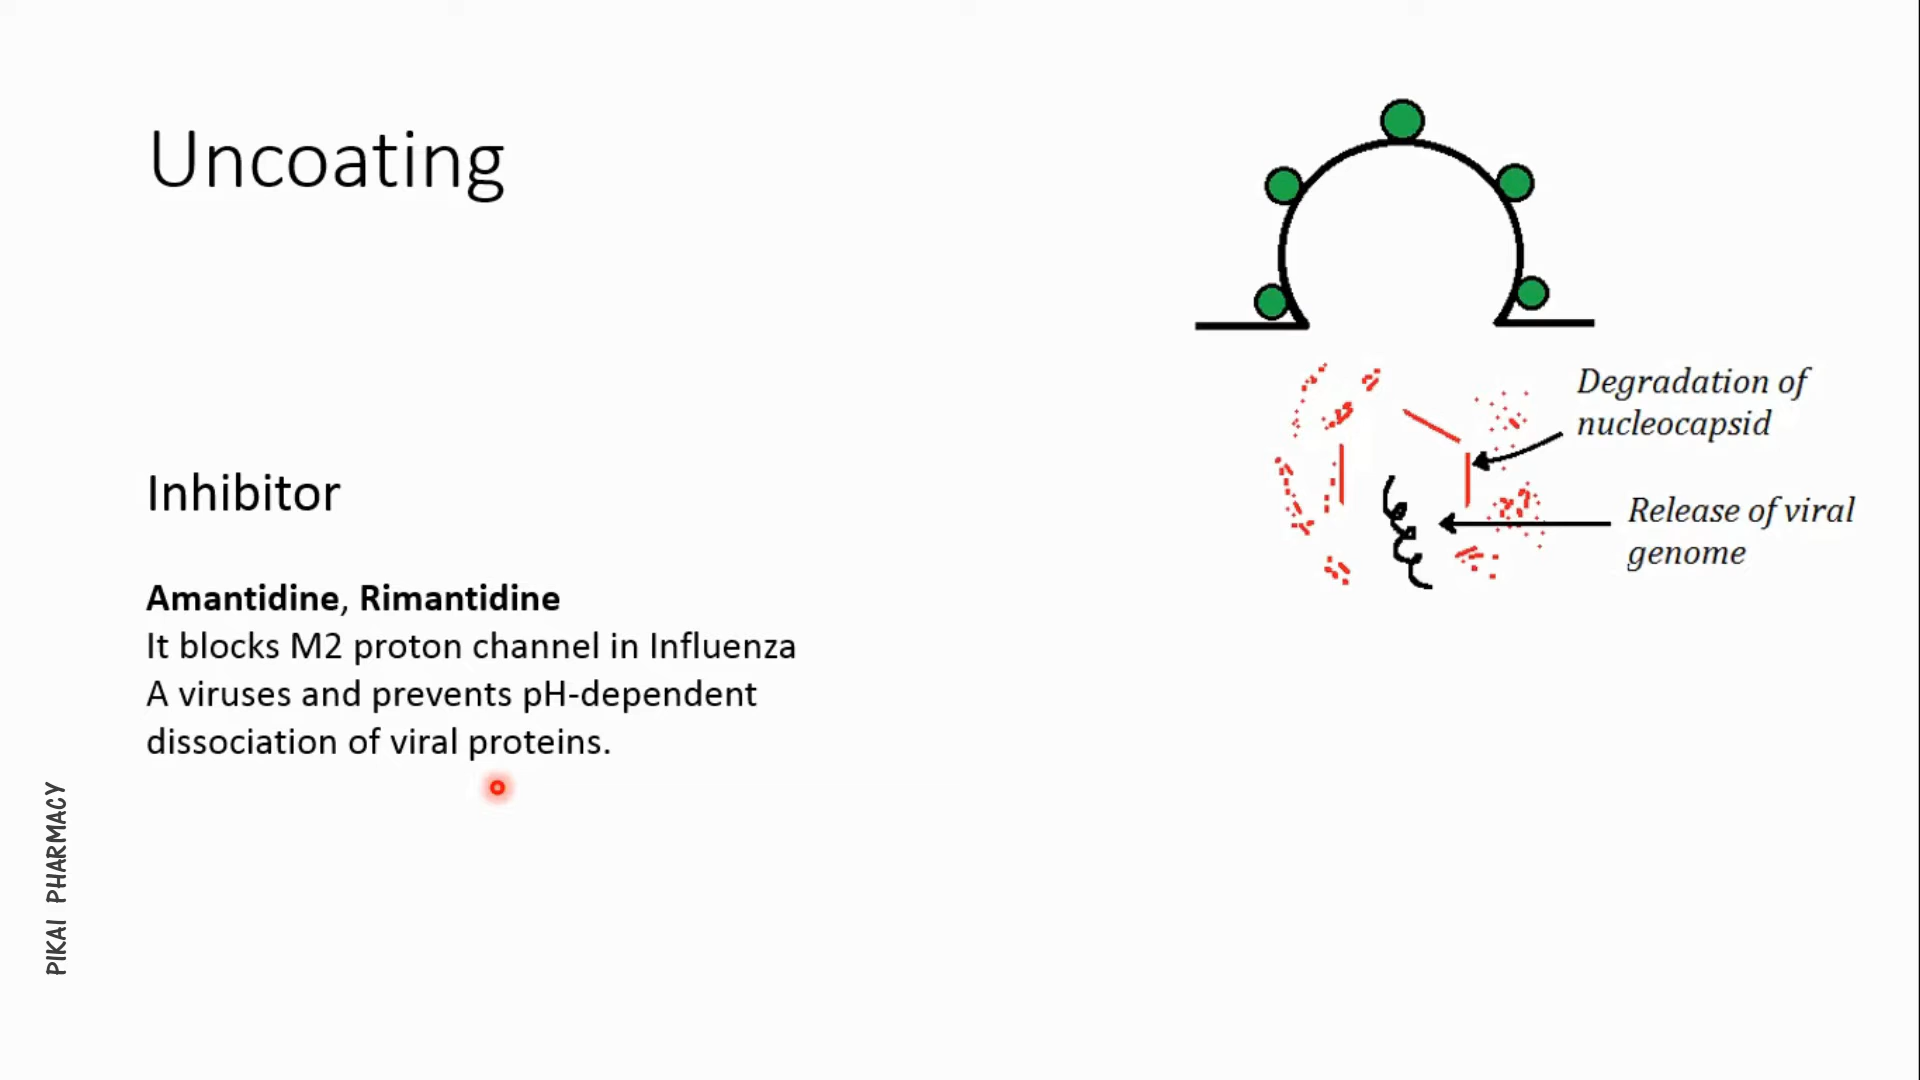 Uncoating
Degradation of
nucleocapsid
Release of viral
genome
Inhibitor
Amantidine, Rimantidine
It blocks M2 proton channel in Influenza
A viruses and prevents pH-dependent
dissociation of viral proteins.
PIKAI PHARMACY